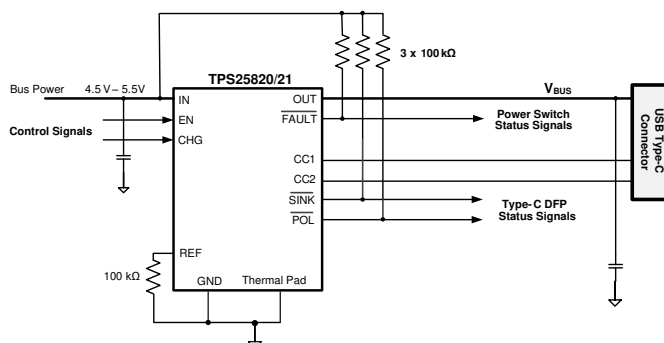 3 x 100 kΩ
TPS25820/21
Bus Power 4.5 V – 5.5V
IN
OUT
VBUS
EN
FAULT
Power Switch
Status Signals
Control Signals
CHG
USB Type-C
Connector
CC1
CC2
SINK
Type-C DFP
Status Signals
POL
REF
100 kΩ
GND
Thermal Pad